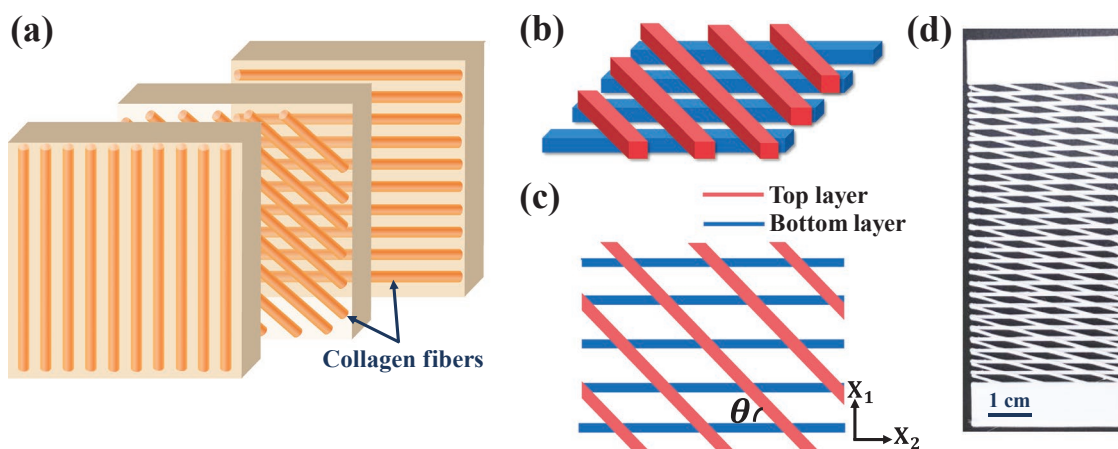 (a)
Collagen fibers
(b)
(c)
Top layer
Bottom layer
θ
X₁
X₂
(d)
1 cm